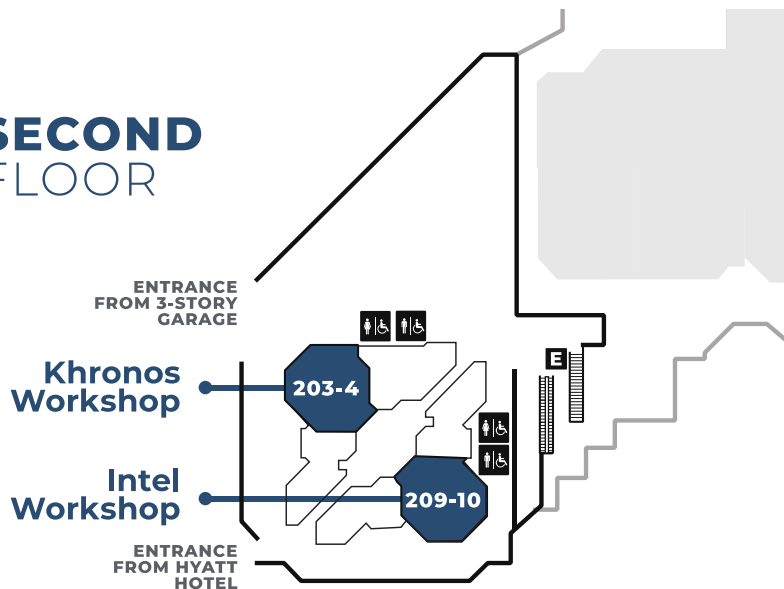 SECOND
FLOOR
ENTRANCE
FROM 3-STORY
GARAGE
E
Khronos
Workshop
203-4
Intel
Workshop
209-10
ENTRANCE
FROM HYATT
HOTEL